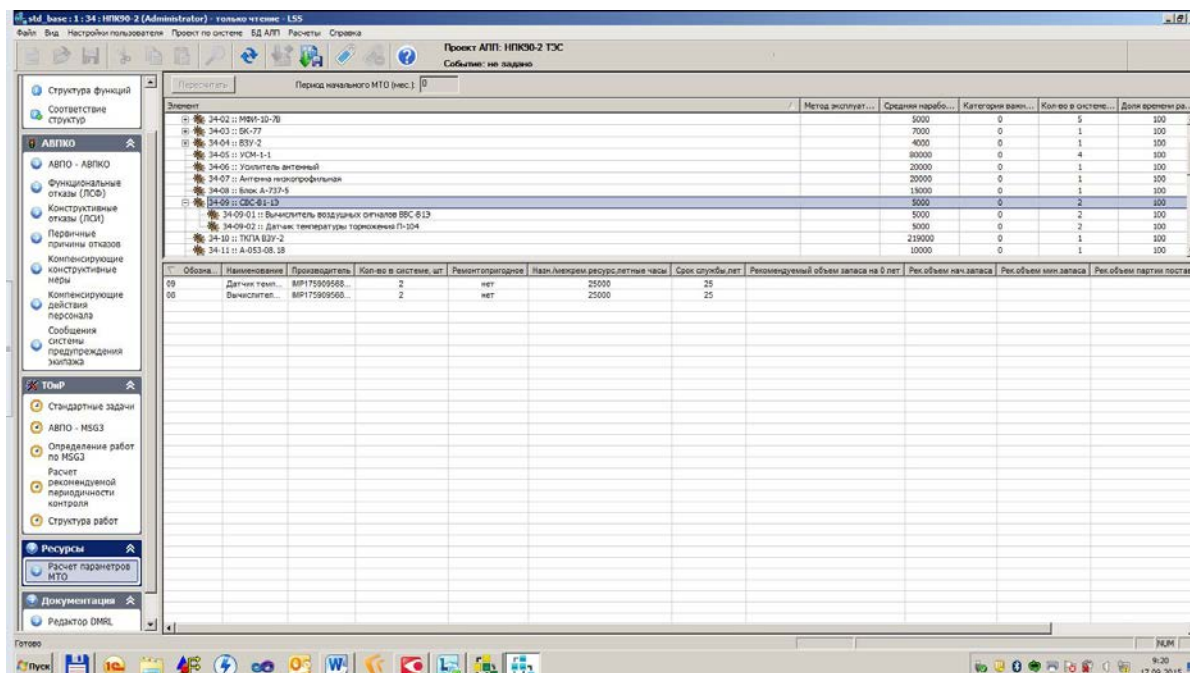 std_base : 1 : 34 : НПК90-2 (Administrator) - только чтение - LSS
Файл Вид Настройки пользователя Проект по системе БД АЛП Расчеты Справка
Проект АЛП: НПК90-2 ТЭС
Событие: не задано
Структура функций
Соответствие структур
АВПКО
АВПО - АВПКО
Функциональные отказы (ЛСФ)
Конструктивные отказы (ЛСИ)
Первичные причины отказов
Компенсирующие конструктивные меры
Компенсирующие действия персонала
Сообщения системы предупреждения экипажа
ТОиР
Стандартные задачи
АВПО - MSG3
Определение работ по MSG3
Расчет рекомендуемой периодичности контроля
Структура работ
Ресурсы
Расчет параметров МТО
Документация
Редактор DMRL
Пересчитать Период начального МТО (мес.): 0
Элемент Метод эксплуат... Средняя нарабо... Категория важн... Кол-во в системе... Доля времени ра...
34-02 :: МФИ-10-7В 5000 0 5 100
34-03 :: БК-77 7000 0 1 100
34-04 :: ВЗУ-2 4000 0 1 100
34-05 :: УСМ-1-1 80000 0 4 100
34-06 :: Усилитель антенный 20000 0 1 100
34-07 :: Антенна низкопрофильная 20000 0 1 100
34-08 :: Блок А-737-5 15000 0 1 100
34-09 :: СВС-В1-1Э 5000 0 2 100
34-09-01 :: Вычислитель воздушных сигналов 5000 0 2 100
34-09-02 :: Датчик температуры торможения П-104 5000 0 2 100
34-10 :: ТКПА ВЗУ-2 219000 0 1 100
34-11 :: А-053-08.18 10000 0 1 100
Обозна... Наименование Производитель Кол-во в системе, шт Ремонтопригодное Назн./межрем.ресурс,летные часы Срок службы,лет Рекомендуемый объем запаса на 0 лет Рек.объем нач.запаса Рек.объем мин.запаса Рек.объем партии постав
09 Датчик темп... 2 нет 25000 25
08 Вычислител... 2 нет 25000 25
Готово NUM
Пуск 9:20
17.09.2015